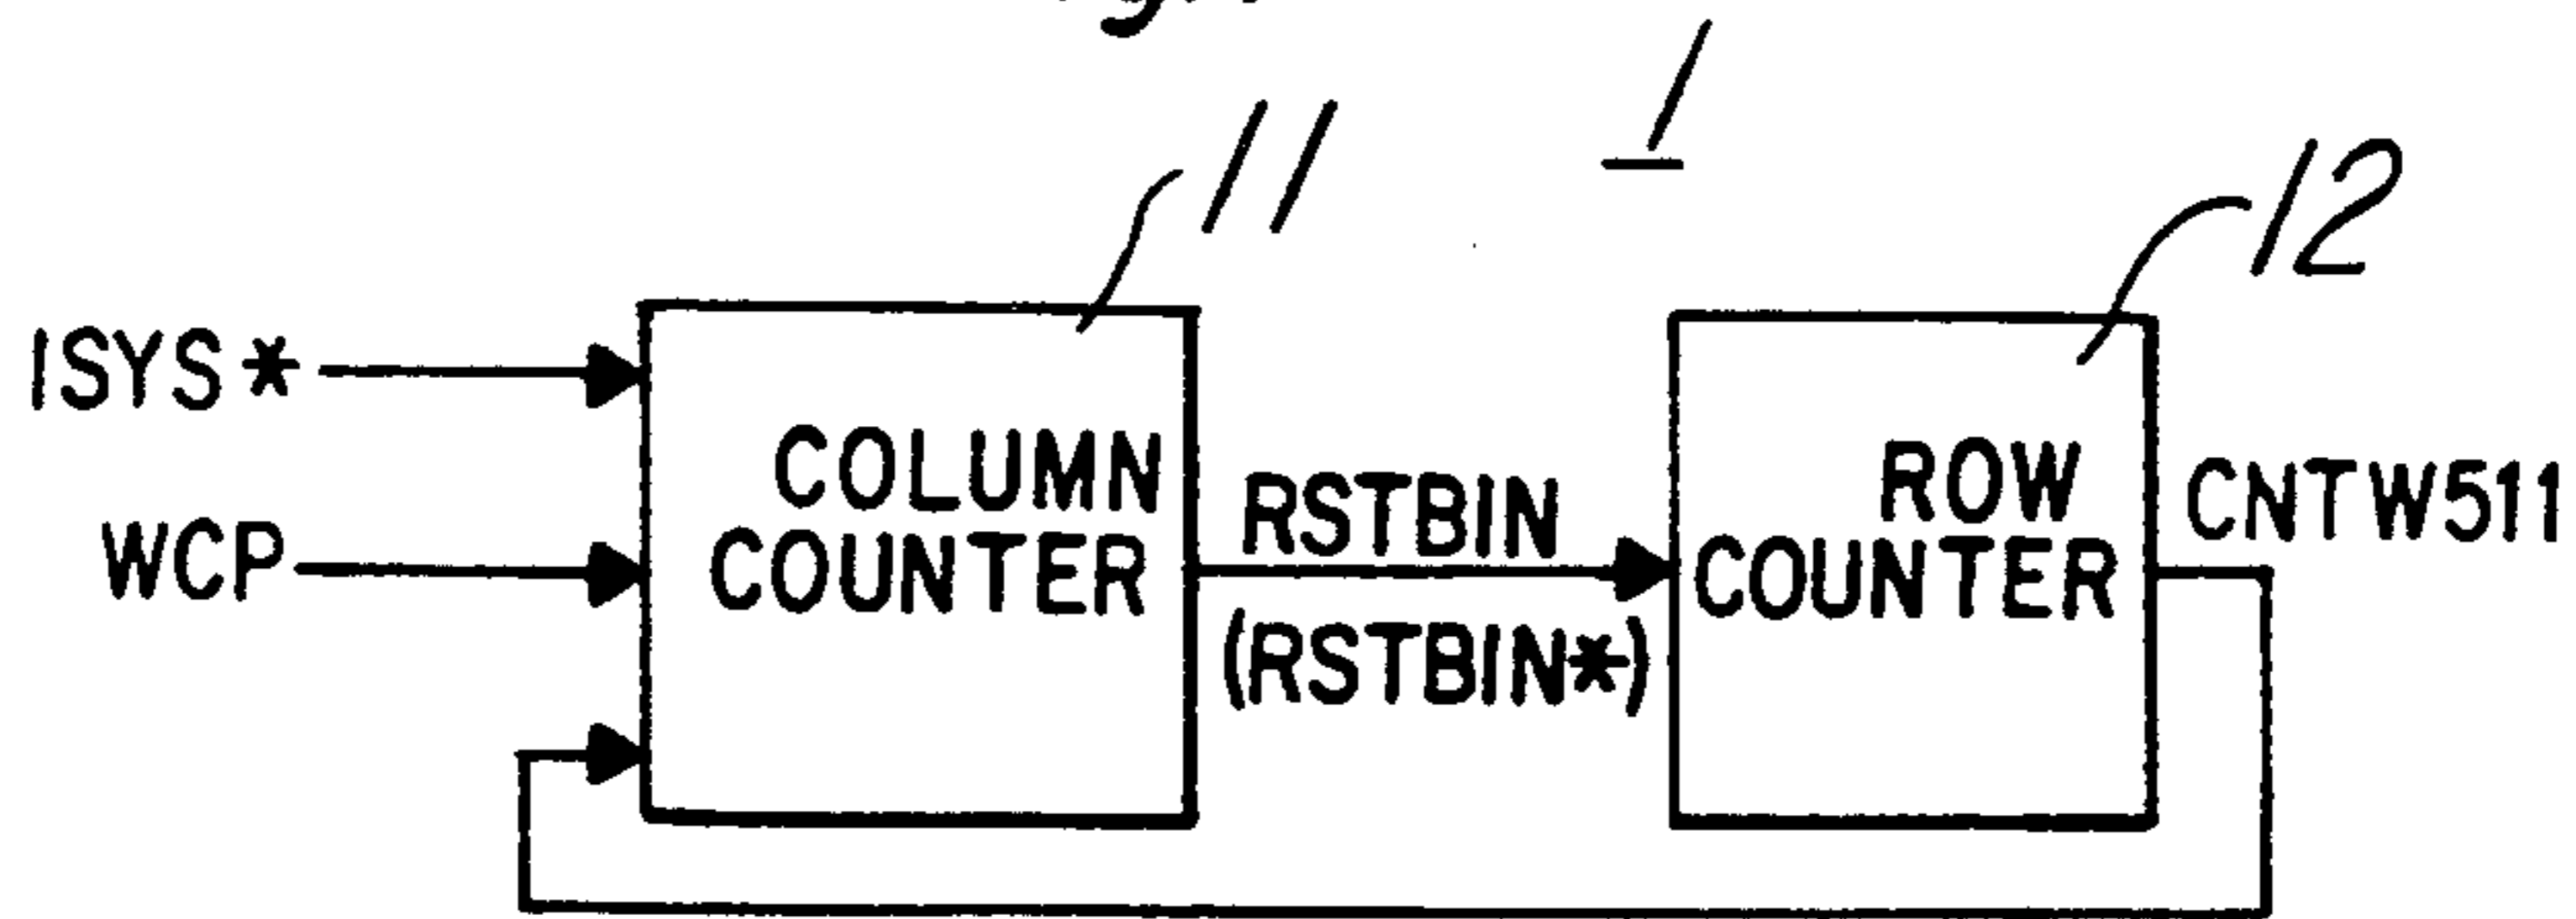 1
11
12
ISYS*
COLUMN
COUNTER
ROW
COUNTER
CNTW511
WCP
RSTBIN
(RSTBIN*)